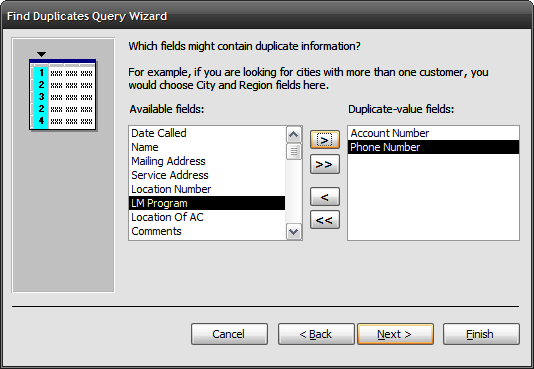 Find Duplicates Query Wizard
Which fields might contain duplicate information?
For example, if you are looking for cities with more than one customer, you
would choose City and Region fields here.
Available fields:
Duplicate-value fields:
1 xxx xxx xxx
2 xxx xxx xxx
3 xxx xxx xxx
2 xxx xxx xxx
4 xxx xxx xxx
Date Called
Name
Mailing Address
Service Address
Location Number
LM Program
Location Of AC
Comments
>
>>
<
<<
Account Number
Phone Number
Cancel
< Back
Next >
Finish